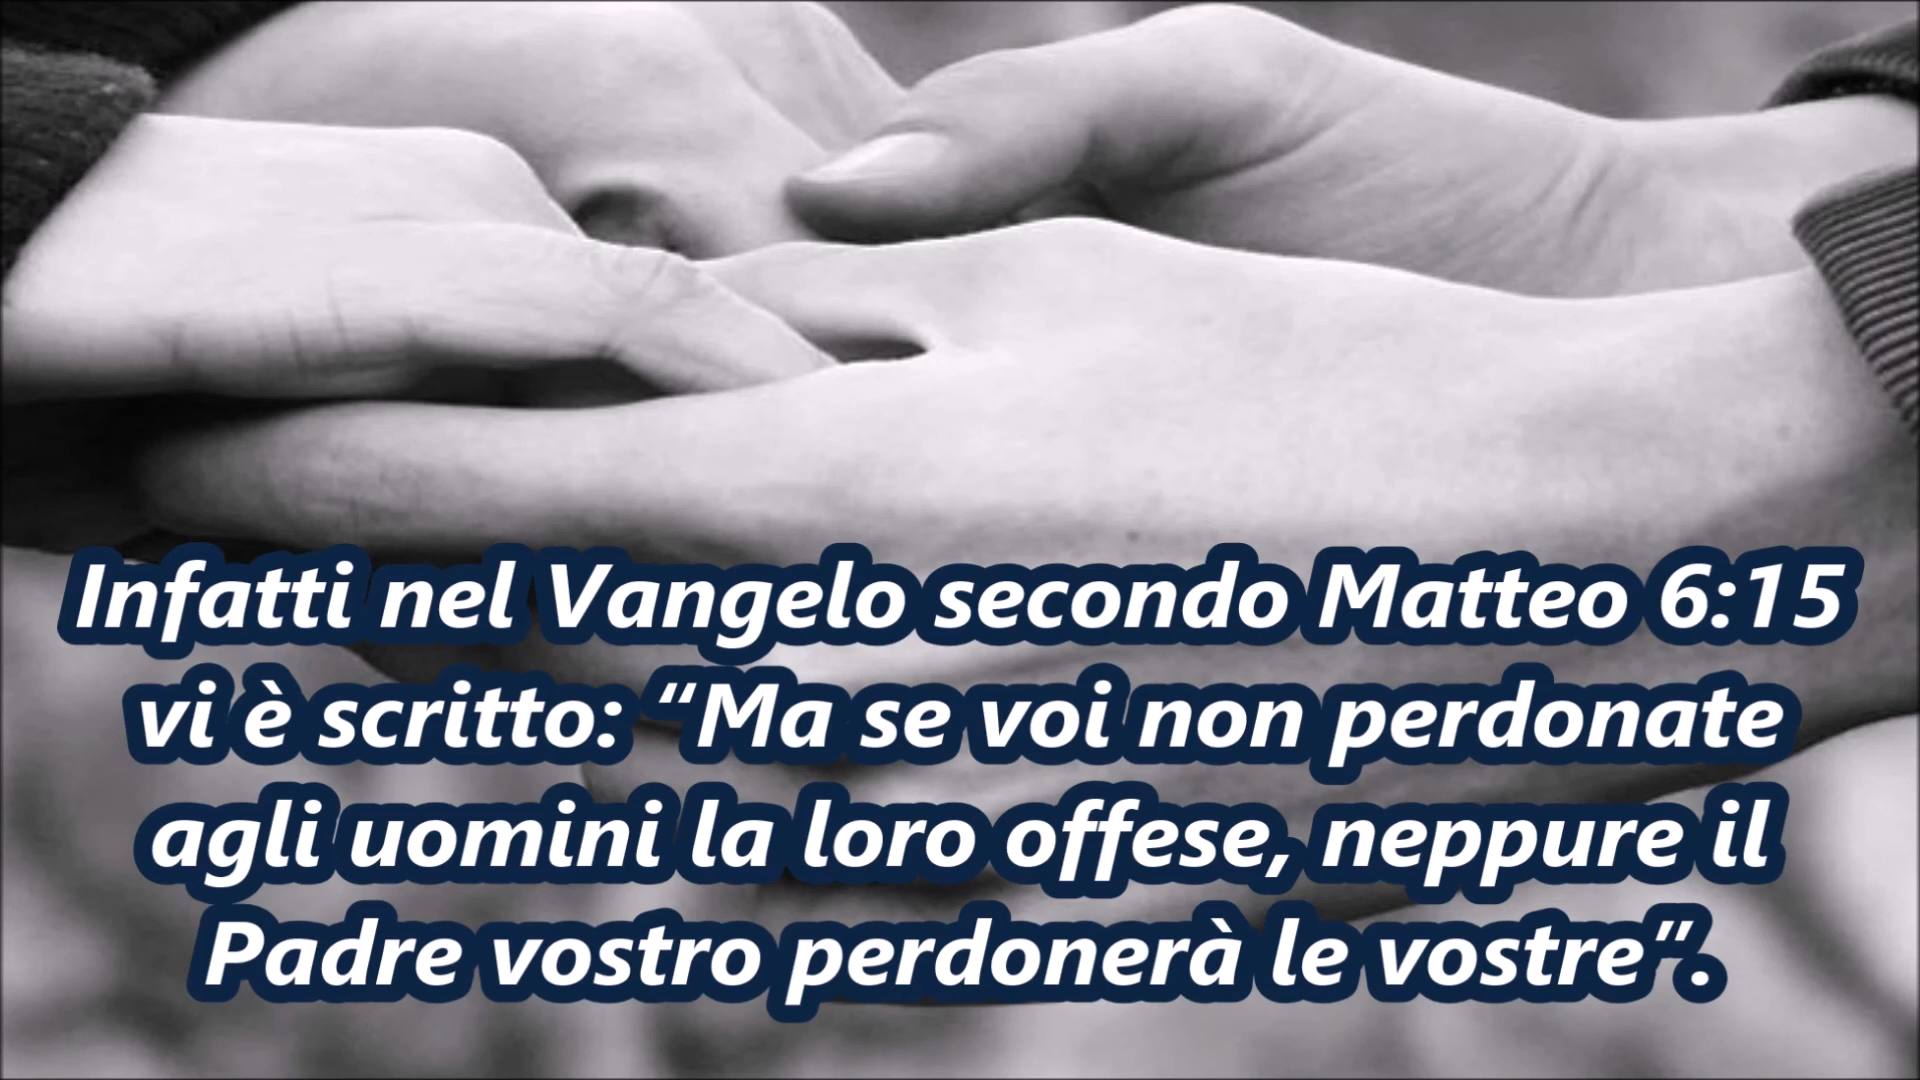 Infatti nel Vangelo secondo Matteo 6:15
vi è scritto: “Ma se voi non perdonate
agli uomini la loro offese, neppure il
Padre vostro perdonerà le vostre”.